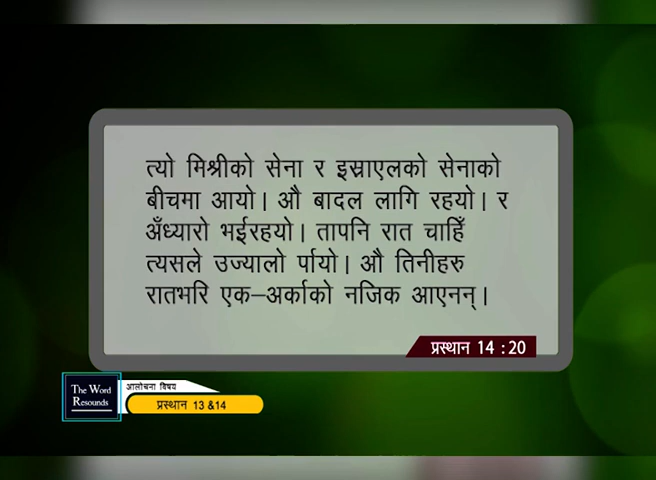 त्यो मिश्रीको सेना र इस्राएलको सेनाको
बीचमा आयो। औ बादल लागि रहयो। र
अँध्यारो भईरहयो। तापनि रात चाहिँ
त्यसले उज्यालो र्पायो। औ तिनीहरु
रातभरि एक–अर्काको नजिक आएनन्।
प्रस्थान 14 :20
The Word
Resounds
आलोचना विषय
प्रस्थान 13 &14